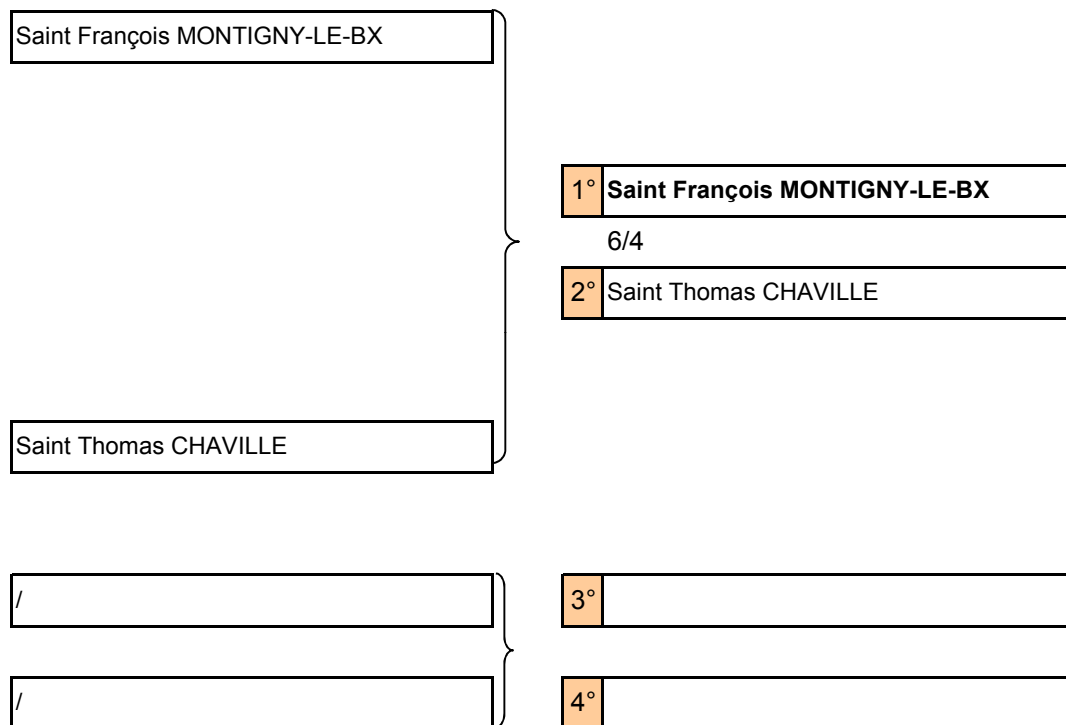 Saint François MONTIGNY-LE-BX
1° Saint François MONTIGNY-LE-BX
6/4
2° Saint Thomas CHAVILLE
Saint Thomas CHAVILLE
/
3°
/
4°